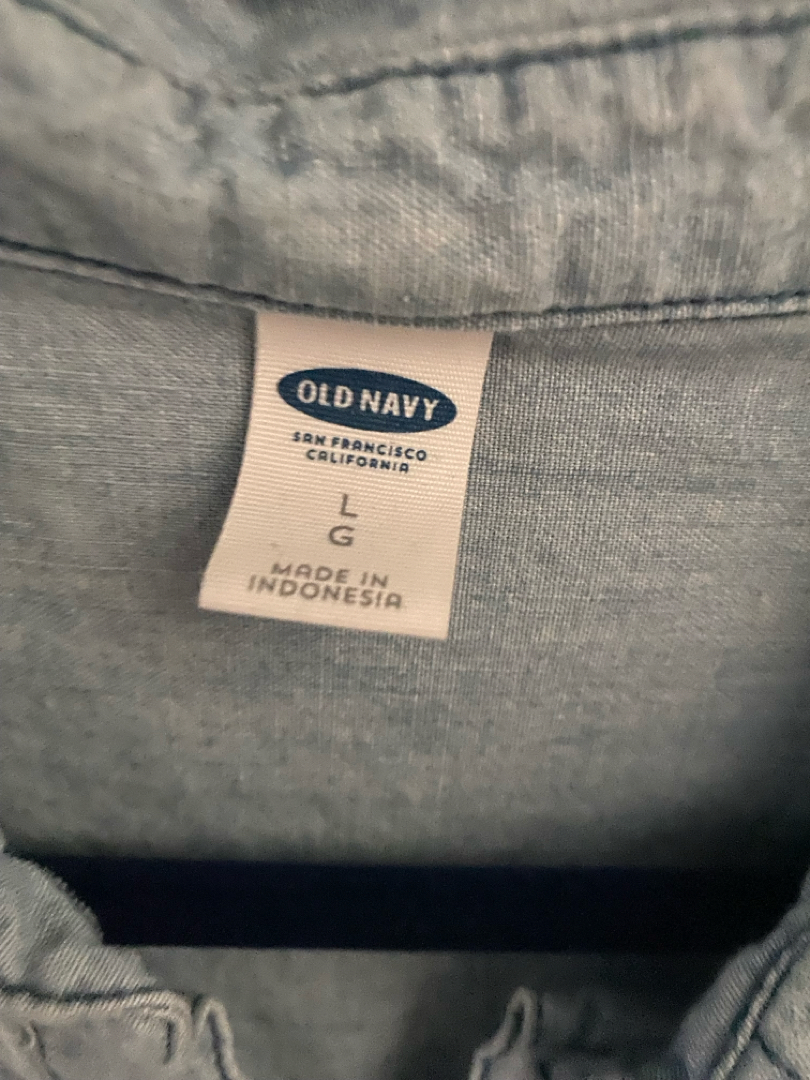 OLD NAVY
SAN FRANCISCO
CALIFORNIA
L
G
MADE IN
INDONESIA